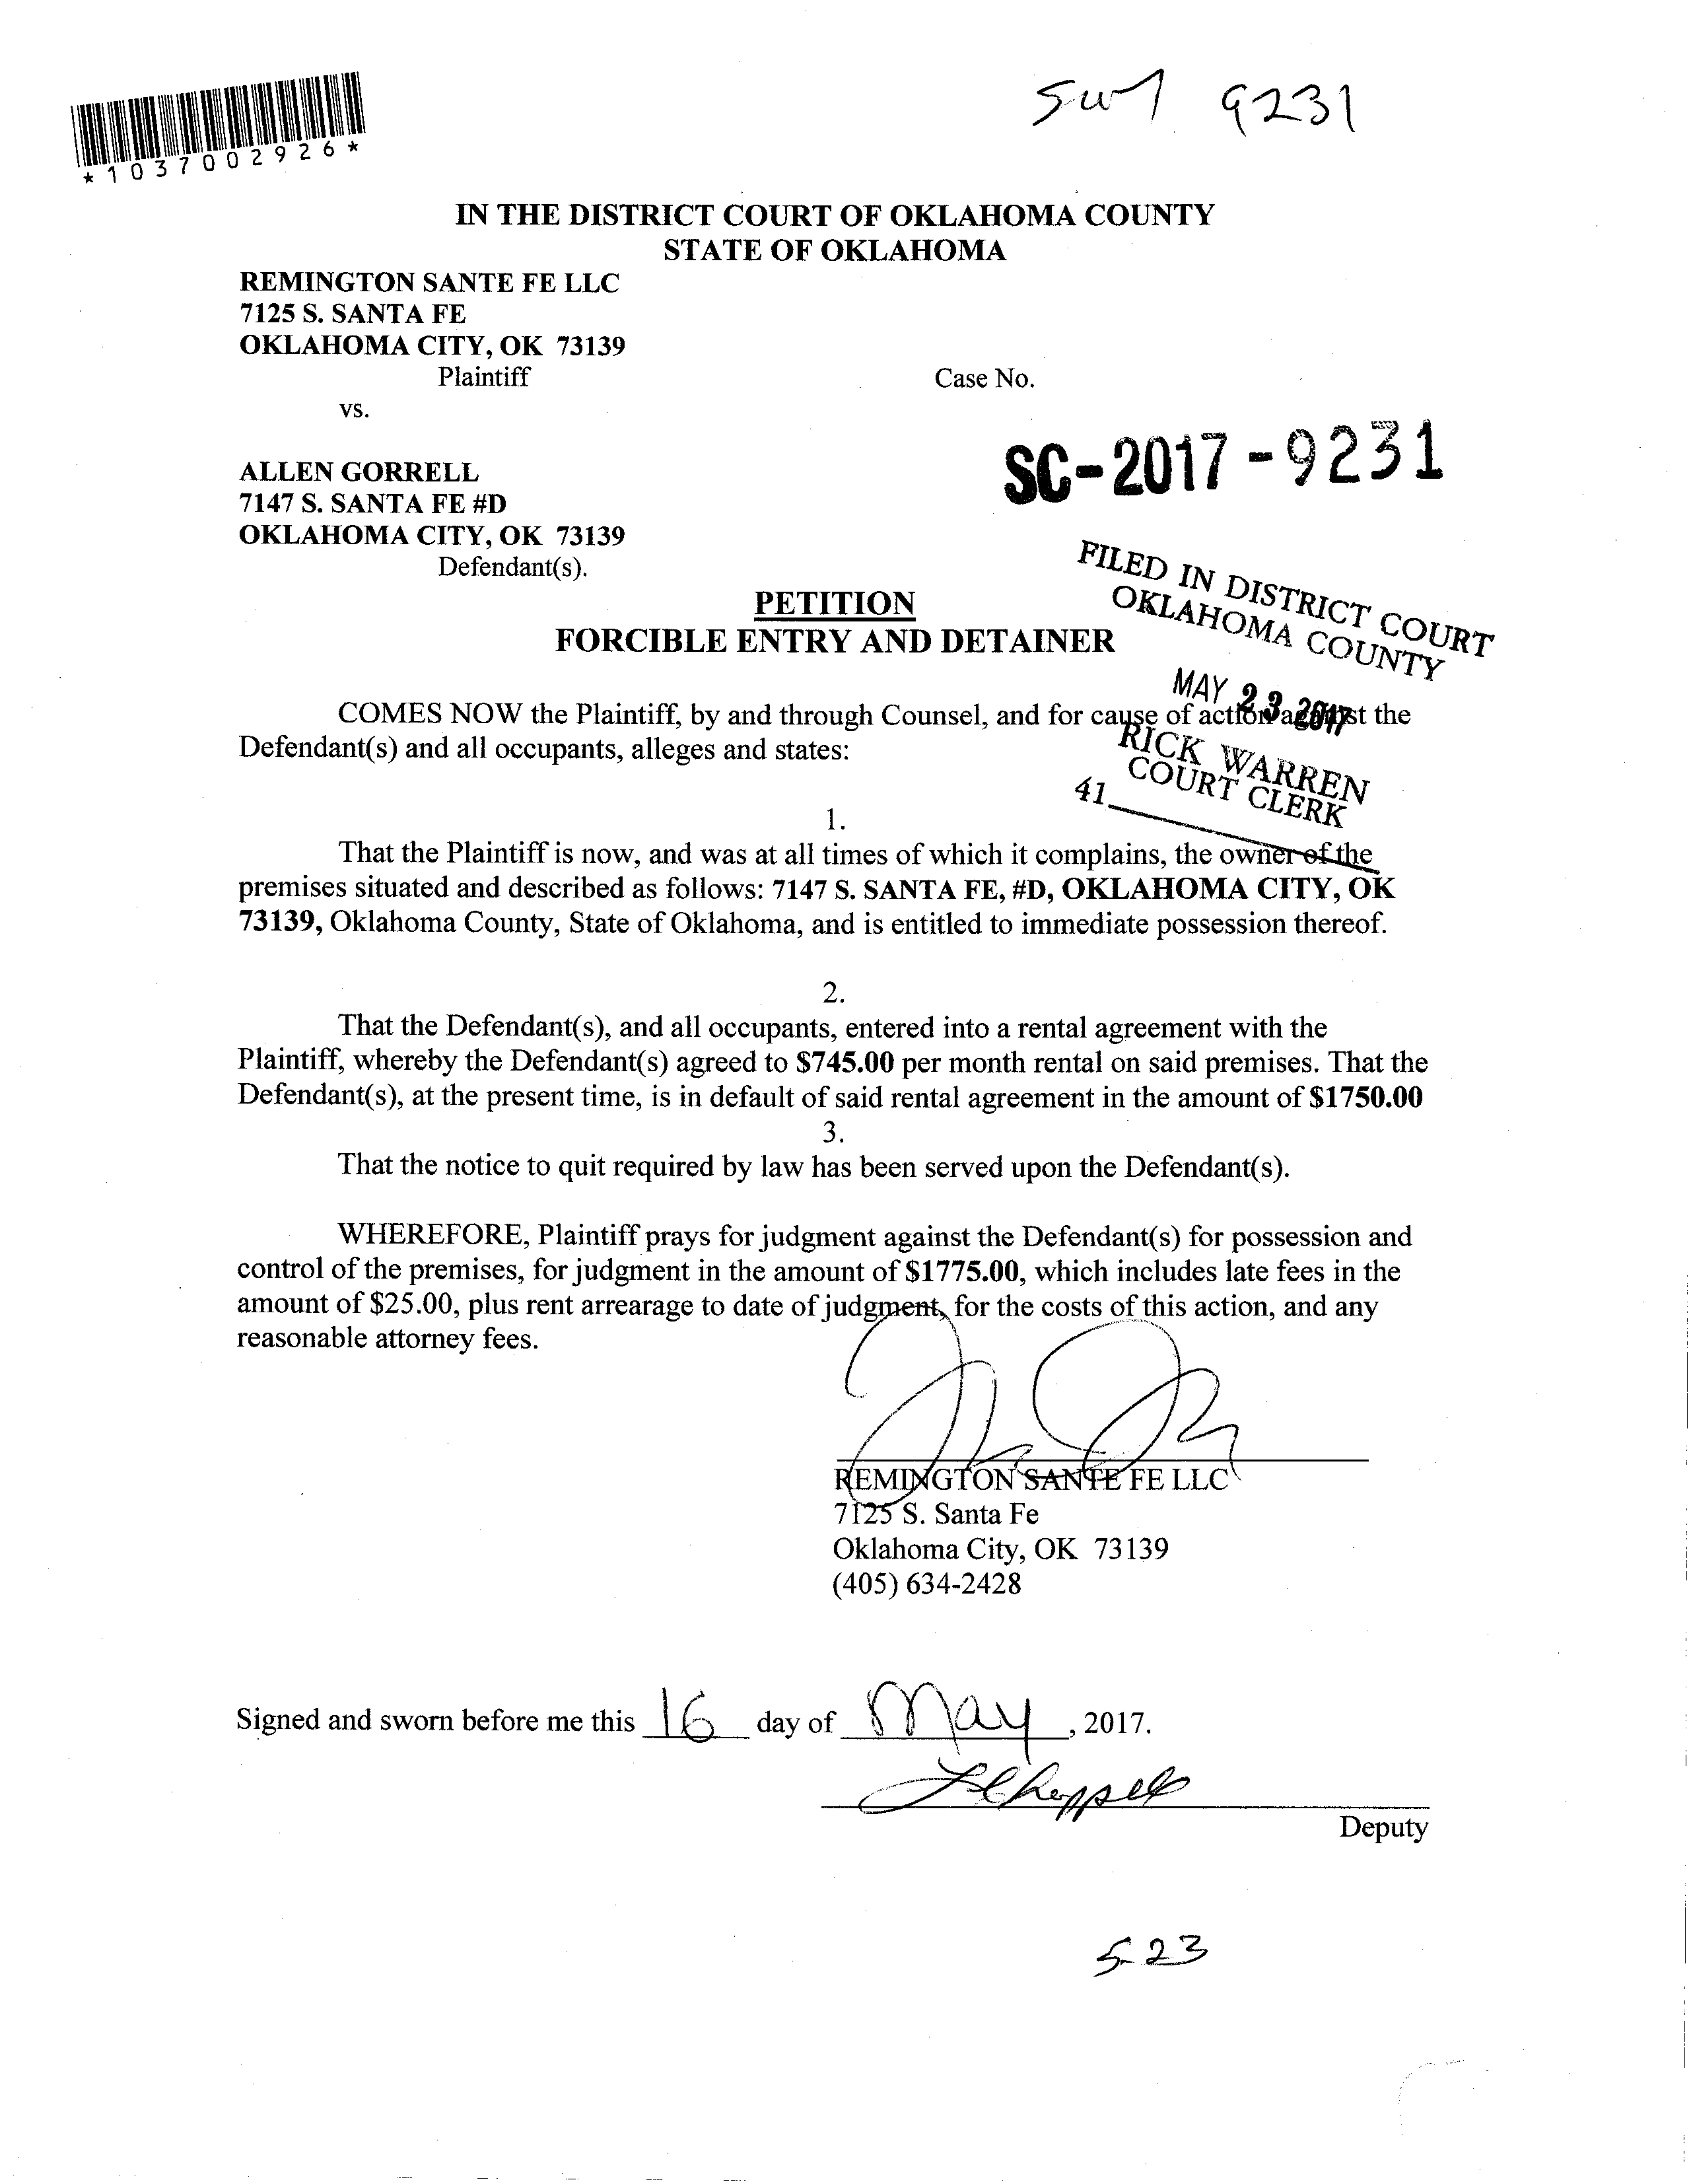 *1037002926*
9231
IN THE DISTRICT COURT OF OKLAHOMA COUNTY
STATE OF OKLAHOMA
REMINGTON SANTE FE LLC
7125 S. SANTA FE
OKLAHOMA CITY, OK 73139
Plaintiff
Case No.
vs.
SC-2017-9231
ALLEN GORRELL
7147 S. SANTA FE #D
OKLAHOMA CITY, OK 73139
Defendant(s).
FILED IN DISTRICT COURT
OKLAHOMA COUNTY
PETITION
FORCIBLE ENTRY AND DETAINER
MAY 23 2017
COMES NOW the Plaintiff, by and through Counsel, and for cause of action against the
Defendant(s) and all occupants, alleges and states:
RICK WARREN
COURT CLERK
41
1.
That the Plaintiff is now, and was at all times of which it complains, the owner of the
premises situated and described as follows: 7147 S. SANTA FE, #D, OKLAHOMA CITY, OK
73139, Oklahoma County, State of Oklahoma, and is entitled to immediate possession thereof.
2.
That the Defendant(s), and all occupants, entered into a rental agreement with the
Plaintiff, whereby the Defendant(s) agreed to $745.00 per month rental on said premises. That the
Defendant(s), at the present time, is in default of said rental agreement in the amount of $1750.00
3.
That the notice to quit required by law has been served upon the Defendant(s).
WHEREFORE, Plaintiff prays for judgment against the Defendant(s) for possession and
control of the premises, for judgment in the amount of $1775.00, which includes late fees in the
amount of $25.00, plus rent arrearage to date of judgment, for the costs of this action, and any
reasonable attorney fees.
REMINGTON SANTE FE LLC
7125 S. Santa Fe
Oklahoma City, OK 73139
(405) 634-2428
Signed and sworn before me this 16 day of May, 2017.
Deputy
5-23